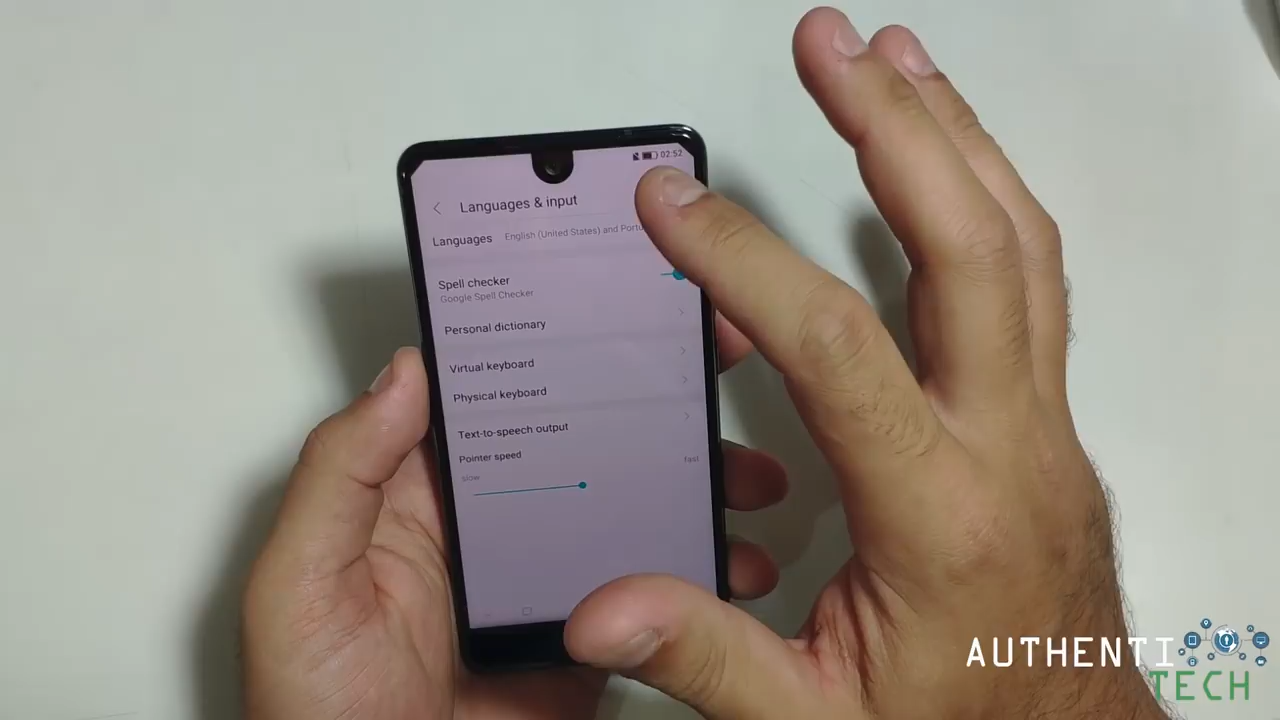 02:52
Languages & input
Languages English (United States) and
Spell checker
Google Spell Checker
Personal dictionary
Virtual keyboard
Physical keyboard
Text-to-speech output
Pointer speed
slow fast
AUTHENTI
TECH